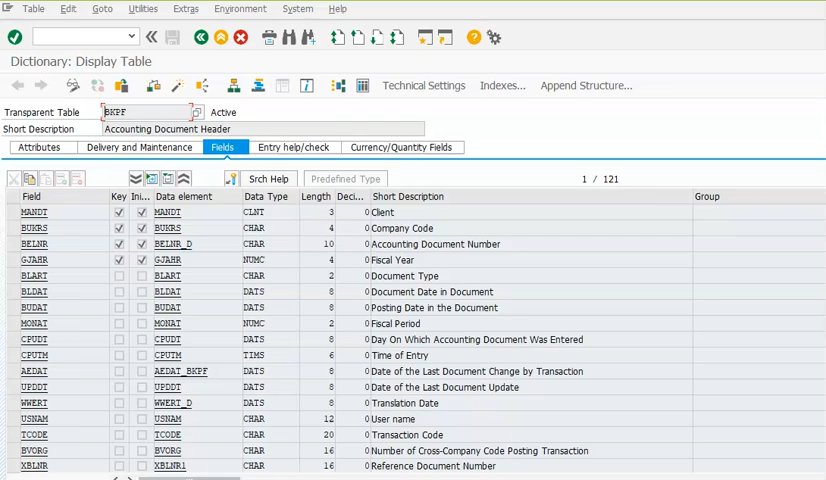 Table Edit Goto Utilities Extras Environment System Help
Dictionary: Display Table
Technical Settings Indexes... Append Structure...
Transparent Table BKPF Active
Short Description Accounting Document Header
Attributes Delivery and Maintenance Fields Entry help/check Currency/Quantity Fields
Srch Help Predefined Type 1 / 121
Field Key Ini... Data element Data Type Length Deci... Short Description Group
MANDT MANDT CLNT 3 0 Client
BUKRS BUKRS CHAR 4 0 Company Code
BELNR BELNR_D CHAR 10 0 Accounting Document Number
GJAHR GJAHR NUMC 4 0 Fiscal Year
BLART BLART CHAR 2 0 Document Type
BLDAT BLDAT DATS 8 0 Document Date in Document
BUDAT BUDAT DATS 8 0 Posting Date in the Document
MONAT MONAT NUMC 2 0 Fiscal Period
CPUDT CPUDT DATS 8 0 Day On Which Accounting Document Was Entered
CPUTM CPUTM TIMS 6 0 Time of Entry
AEDAT AEDAT_BKPF DATS 8 0 Date of the Last Document Change by Transaction
UPDDT UPDDT DATS 8 0 Date of the Last Document Update
WWERT WWERT_D DATS 8 0 Translation Date
USNAM USNAM CHAR 12 0 User name
TCODE TCODE CHAR 20 0 Transaction Code
BVORG BVORG CHAR 16 0 Number of Cross-Company Code Posting Transaction
XBLNR XBLNR1 CHAR 16 0 Reference Document Number